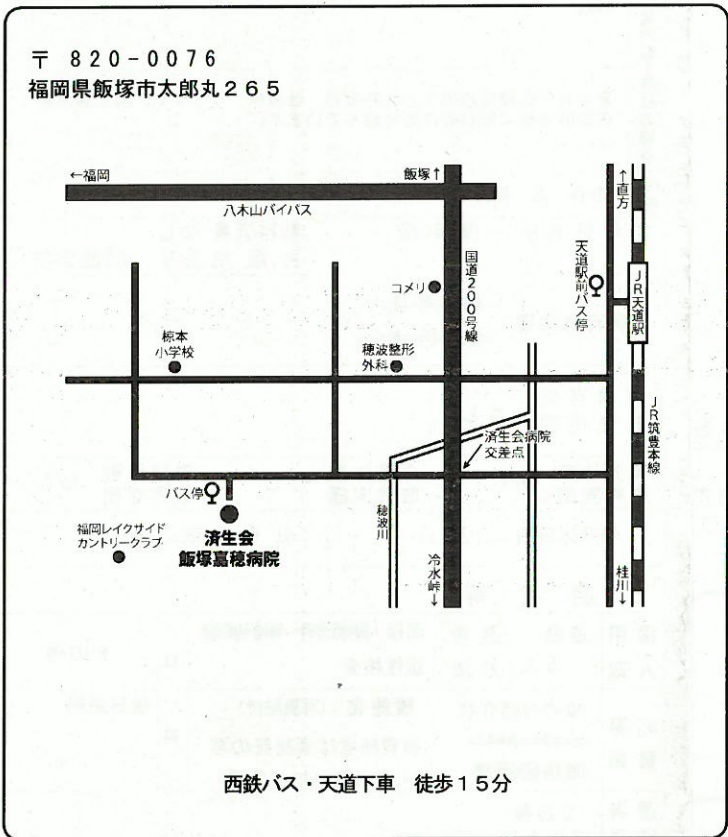 〒 820-0076
福岡県飯塚市太郎丸265
←福岡
飯塚↑
八木山バイパス
↑直方
国道200号線
天道駅前バス停
JR天道駅
コメリ
椋本
小学校
穂波整形
外科
JR筑豊本線
済生会病院
交差点
バス停
穂波川
済生会
飯塚嘉穂病院
福岡レイクサイド
カントリークラブ
冷水峠↓
桂川↓
西鉄バス・天道下車 徒歩15分